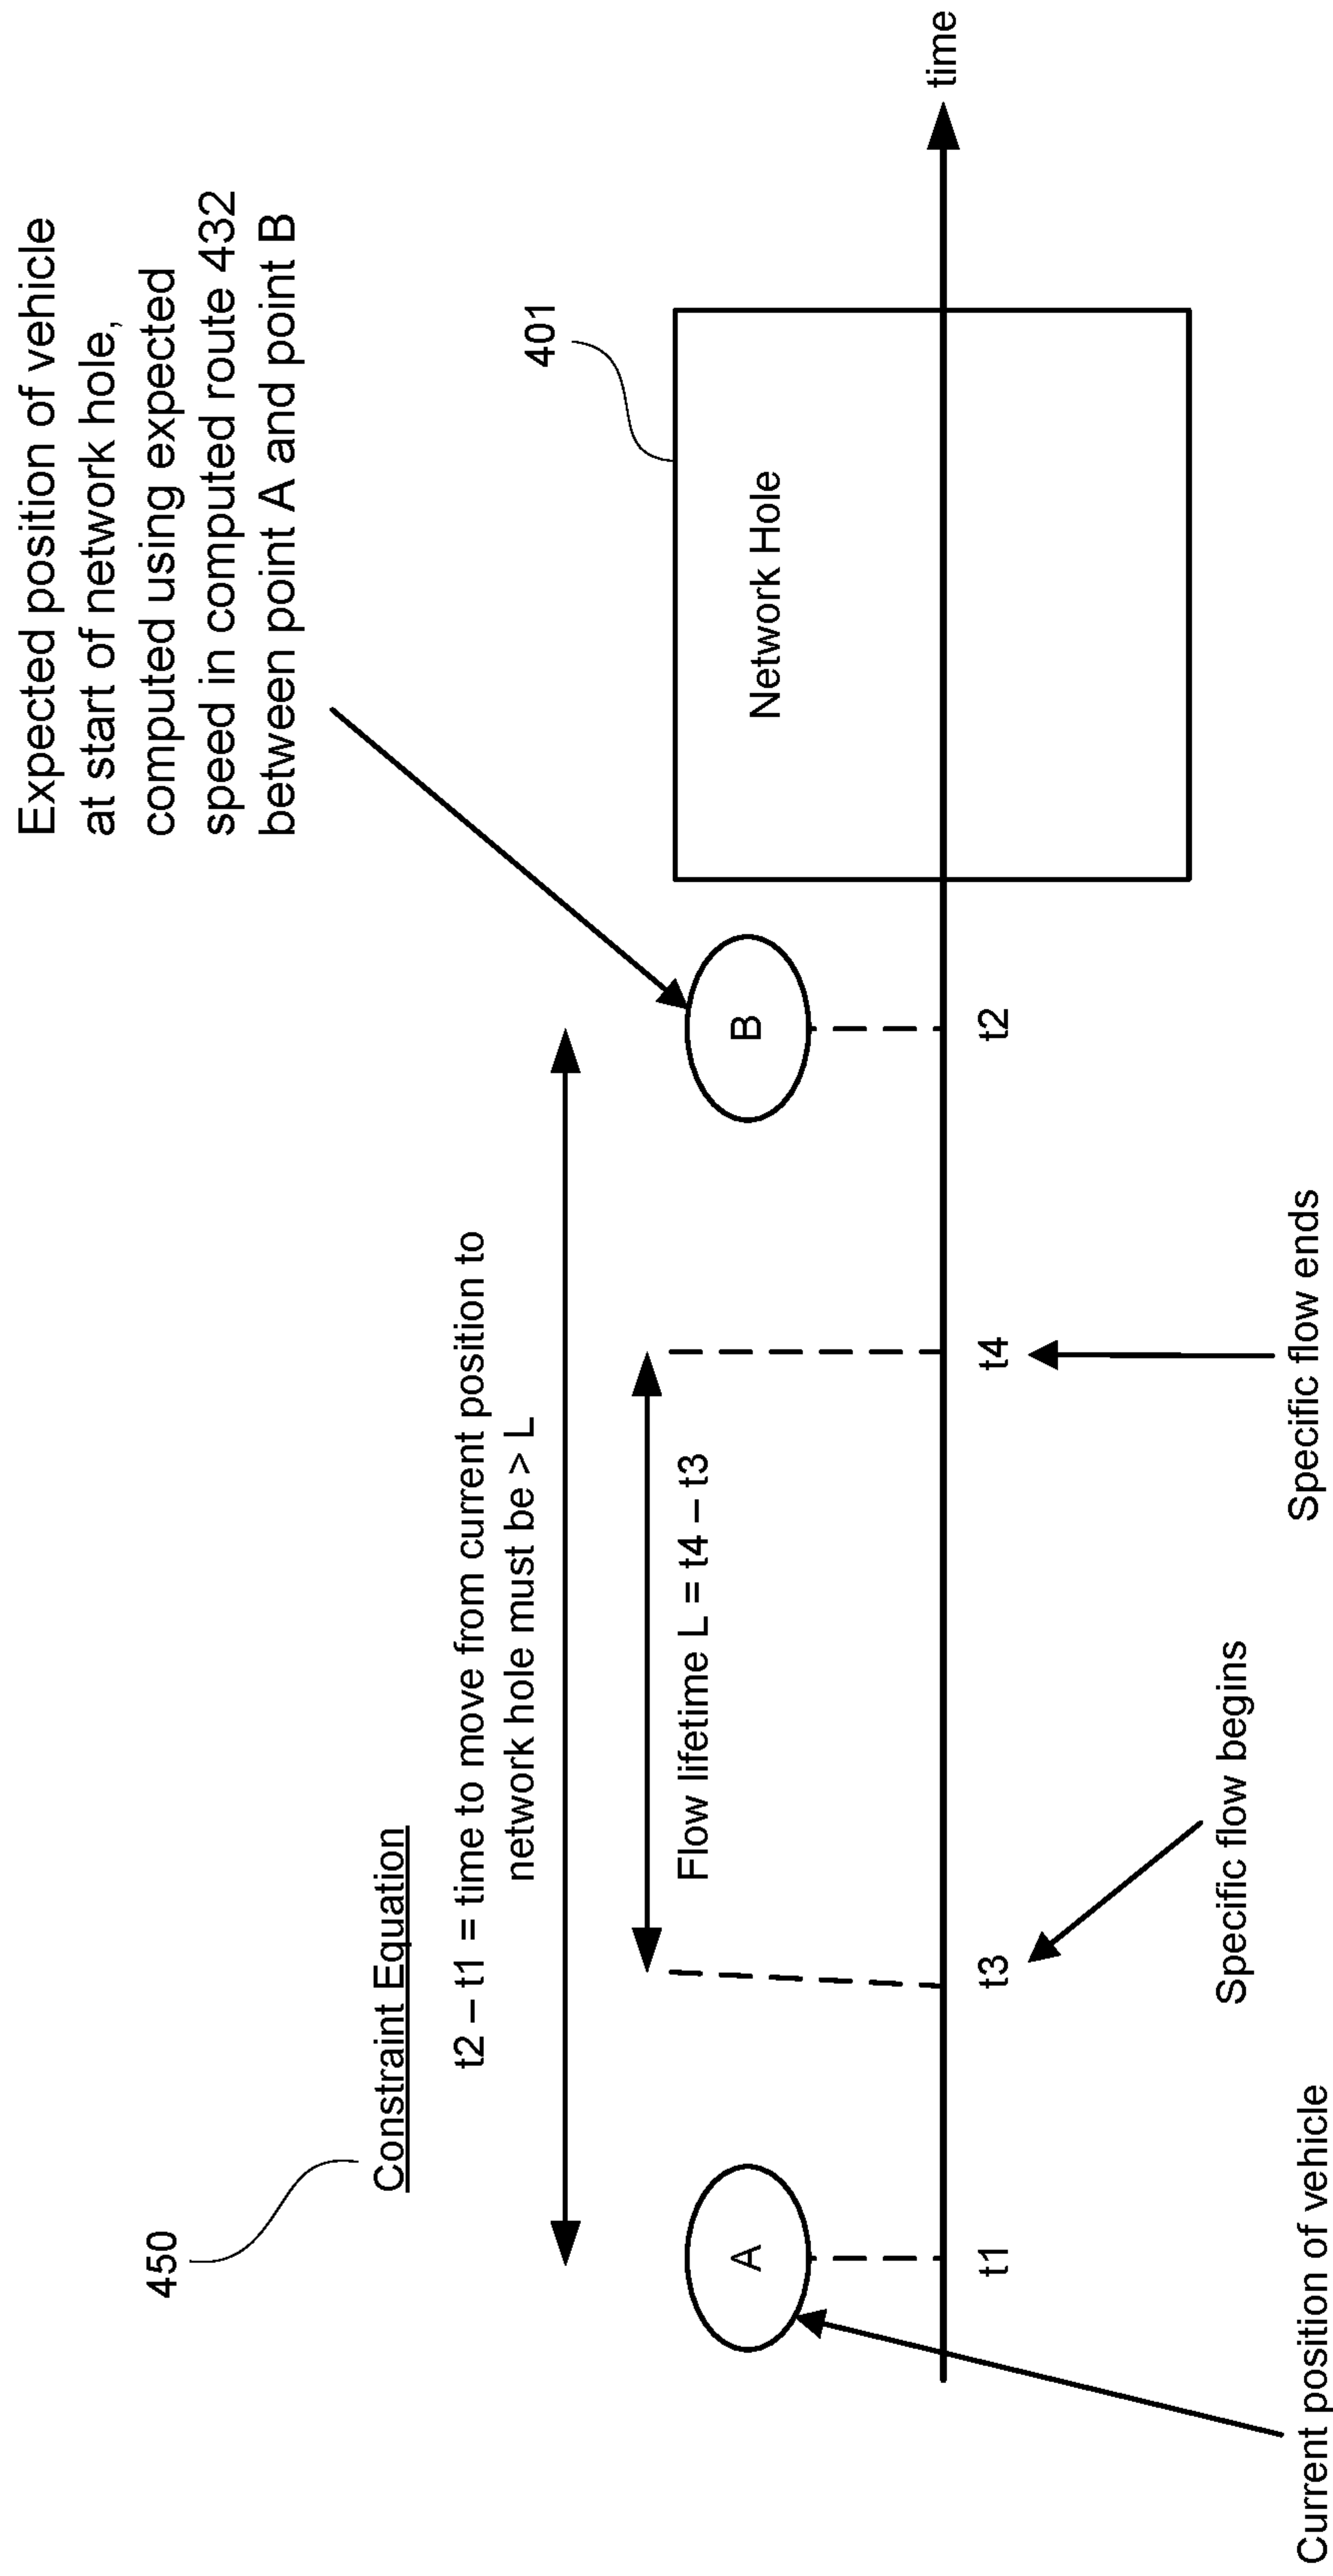 Expected position of vehicle
at start of network hole,
computed using expected
speed in computed route 432
between point A and point B
450
Constraint Equation
t2 – t1 = time to move from current position to
network hole must be > L
401
Flow lifetime L = t4 – t3
A
B
Network Hole
t1
t3
t4
t2
time
Specific flow begins
Specific flow ends
Current position of vehicle